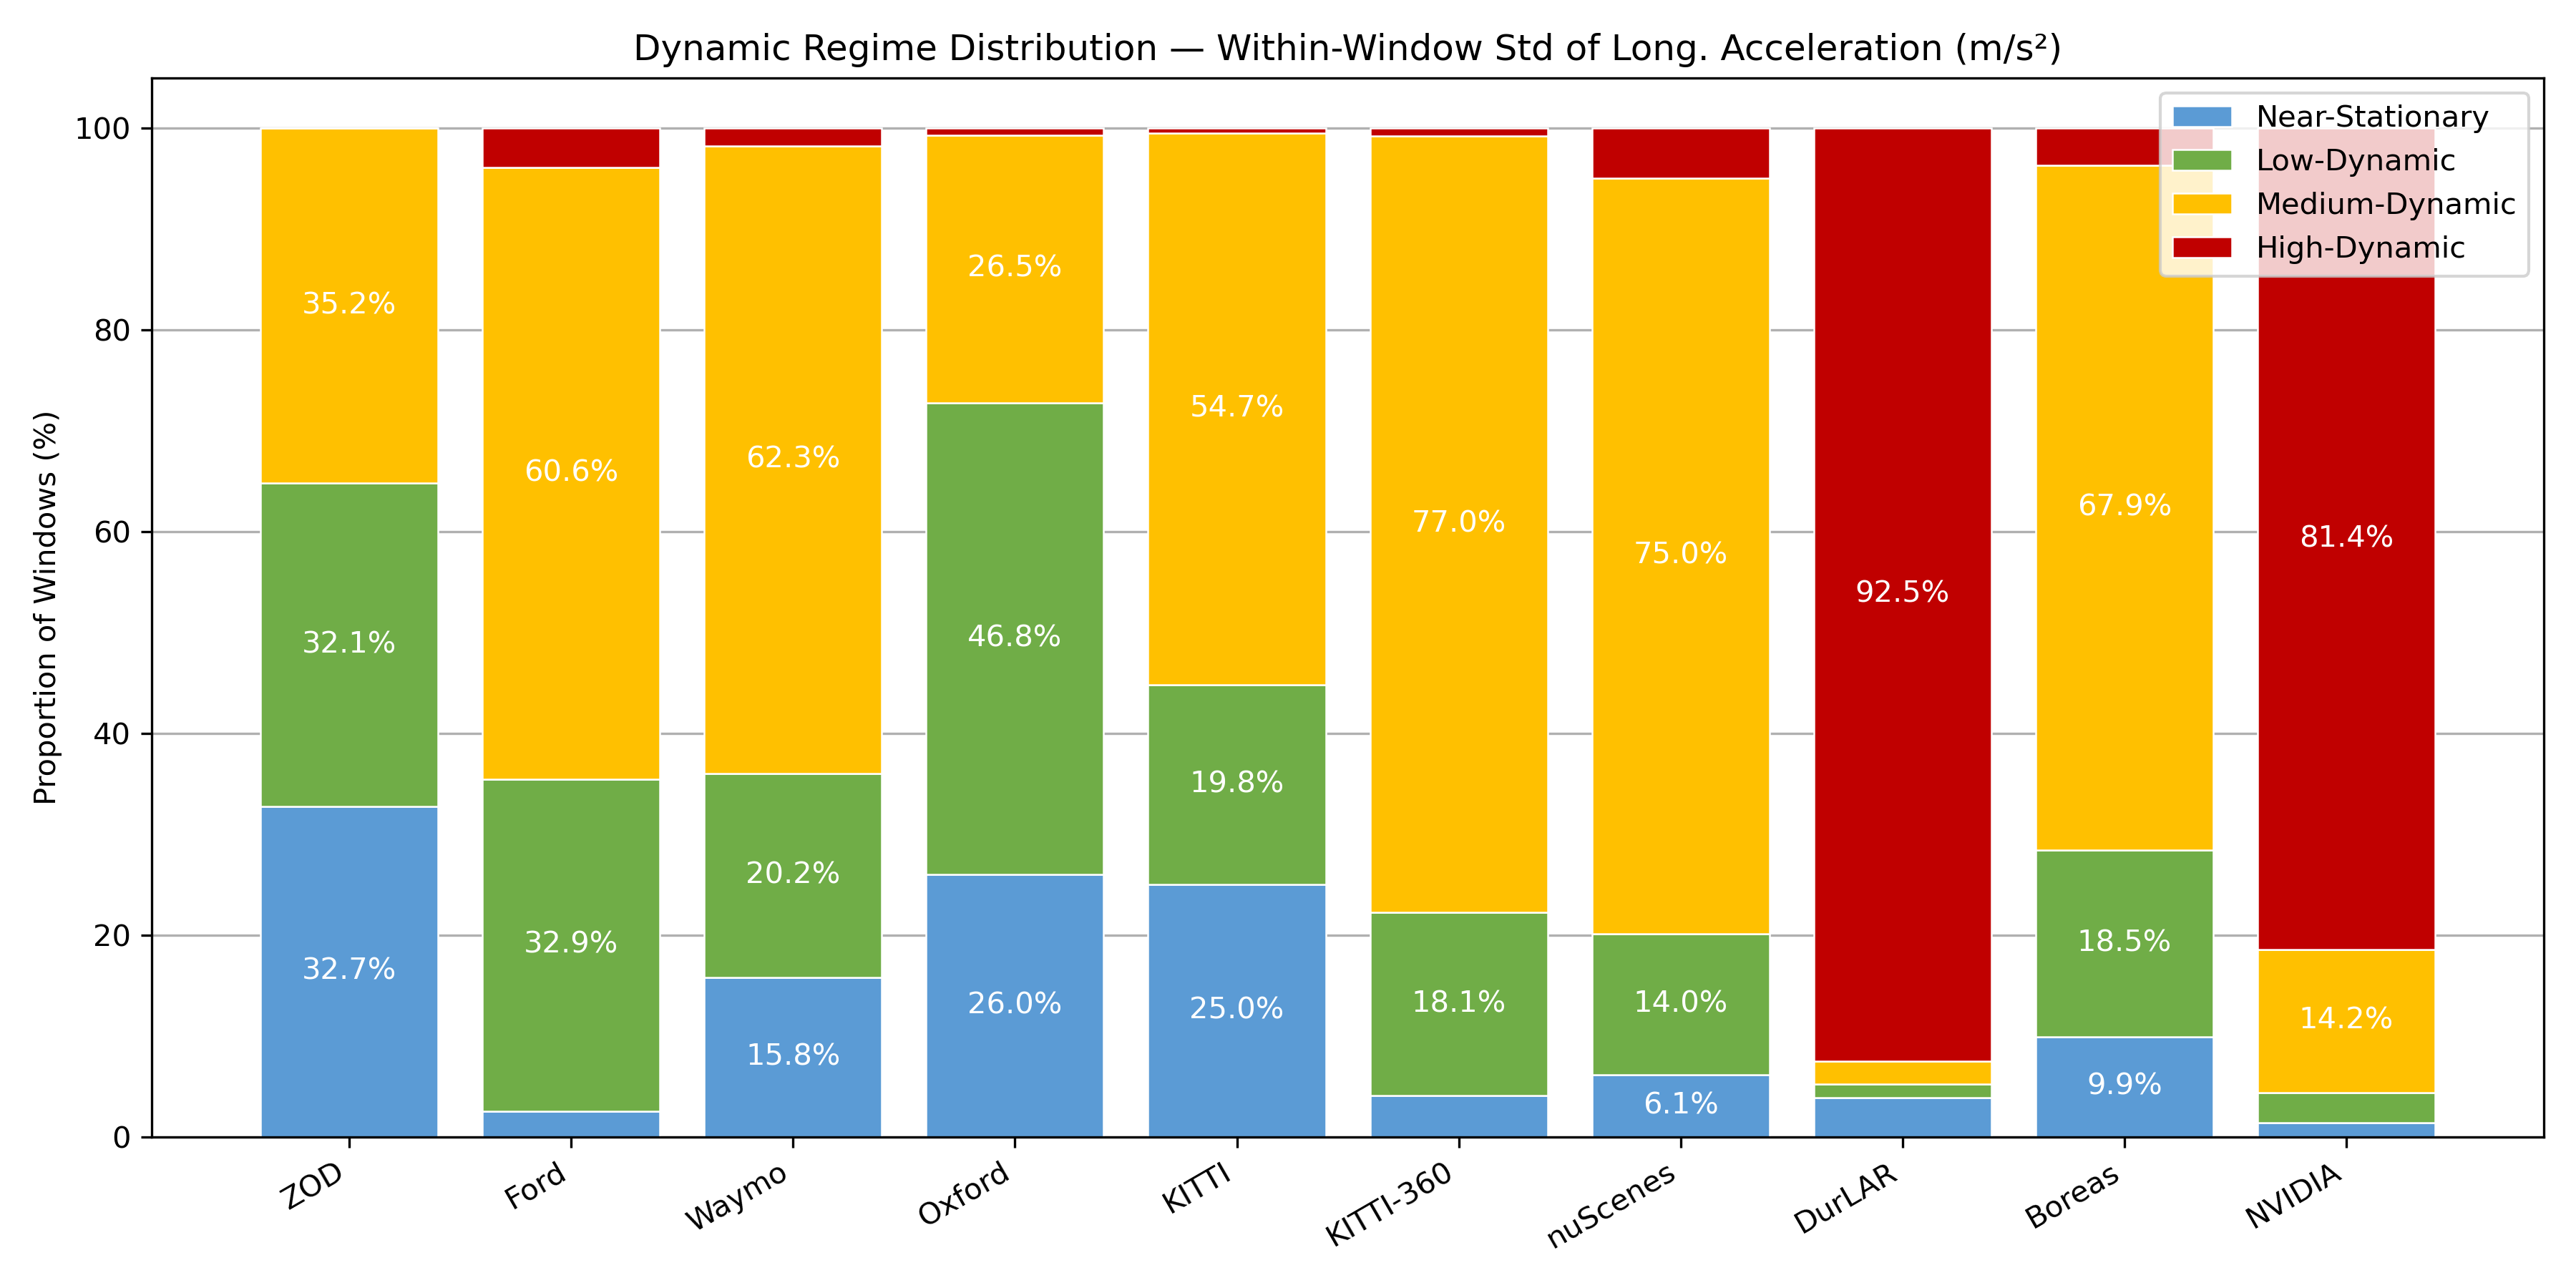 Dynamic Regime Distribution — Within-Window Std of Long. Acceleration (m/s²)
Near-Stationary
Low-Dynamic
Medium-Dynamic
High-Dynamic
Proportion of Windows (%)
100
80
60
40
20
0
35.2%
32.1%
32.7%
60.6%
32.9%
62.3%
20.2%
15.8%
26.5%
46.8%
26.0%
54.7%
19.8%
25.0%
77.0%
18.1%
75.0%
14.0%
6.1%
92.5%
67.9%
18.5%
9.9%
81.4%
14.2%
ZOD
Ford
Waymo
Oxford
KITTI
KITTI-360
nuScenes
DurLAR
Boreas
NVIDIA